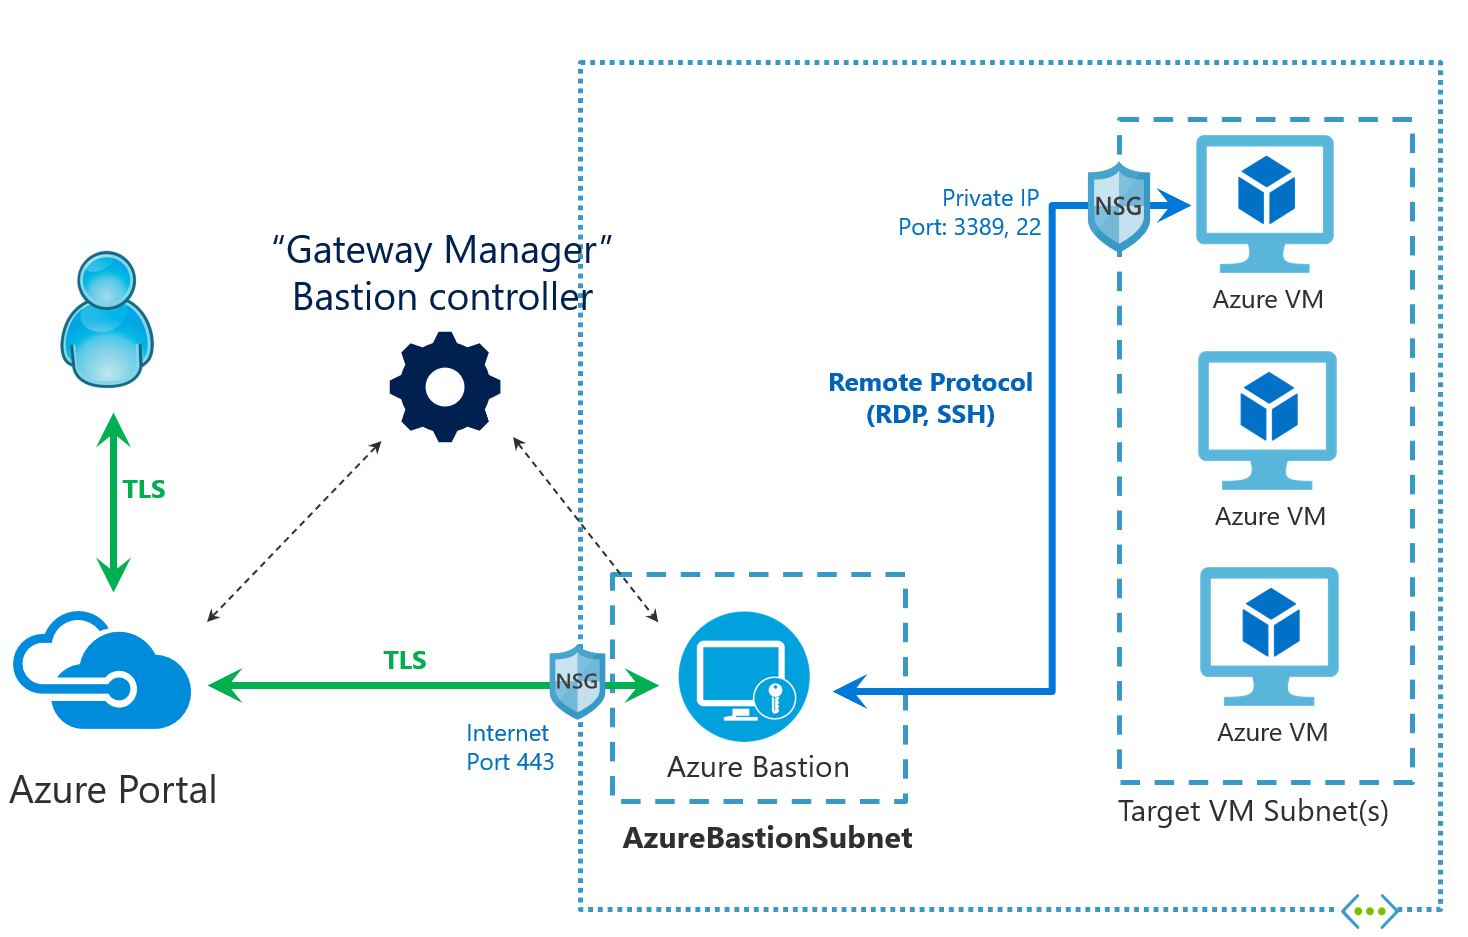 “Gateway Manager”
Bastion controller
Private IP
Port: 3389, 22
NSG
Azure VM
Remote Protocol
(RDP, SSH)
Azure VM
TLS
TLS
NSG
Internet
Port 443
Azure Portal
Azure Bastion
AzureBastionSubnet
Azure VM
Target VM Subnet(s)